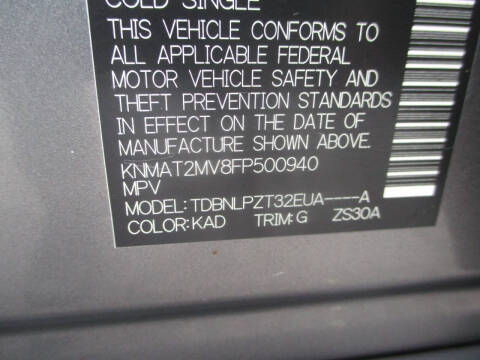 COLD SINGLE
THIS VEHICLE CONFORMS TO
ALL APPLICABLE FEDERAL
MOTOR VEHICLE SAFETY AND
THEFT PREVENTION STANDARDS
IN EFFECT ON THE DATE OF
MANUFACTURE SHOWN ABOVE.
KNMAT2MV8FP500940
MPV
MODEL:TDBNLPZT32EUA----A
COLOR:KAD TRIM:G ZS30A